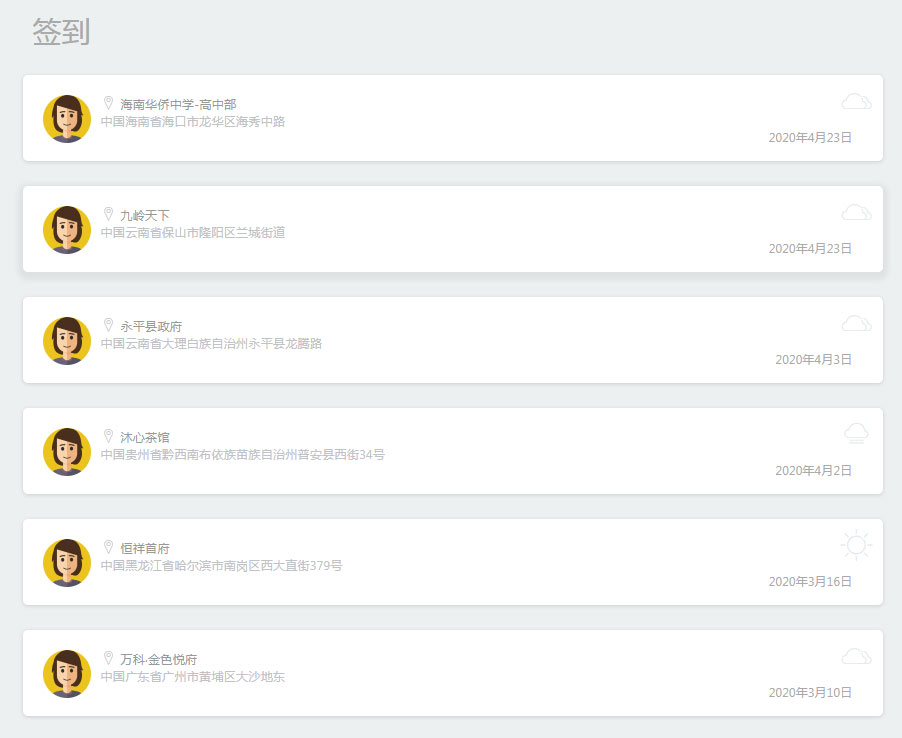 签到
海南华侨中学-高中部
中国海南省海口市龙华区海秀中路
2020年4月23日
九岭天下
中国云南省保山市隆阳区兰城街道
2020年4月23日
永平县政府
中国云南省大理白族自治州永平县龙腾路
2020年4月3日
沐心茶馆
中国贵州省黔西南布依族苗族自治州普安县西街34号
2020年4月2日
恒祥首府
中国黑龙江省哈尔滨市南岗区西大直街379号
2020年3月16日
万科·金色悦府
中国广东省广州市黄埔区大沙地东
2020年3月10日